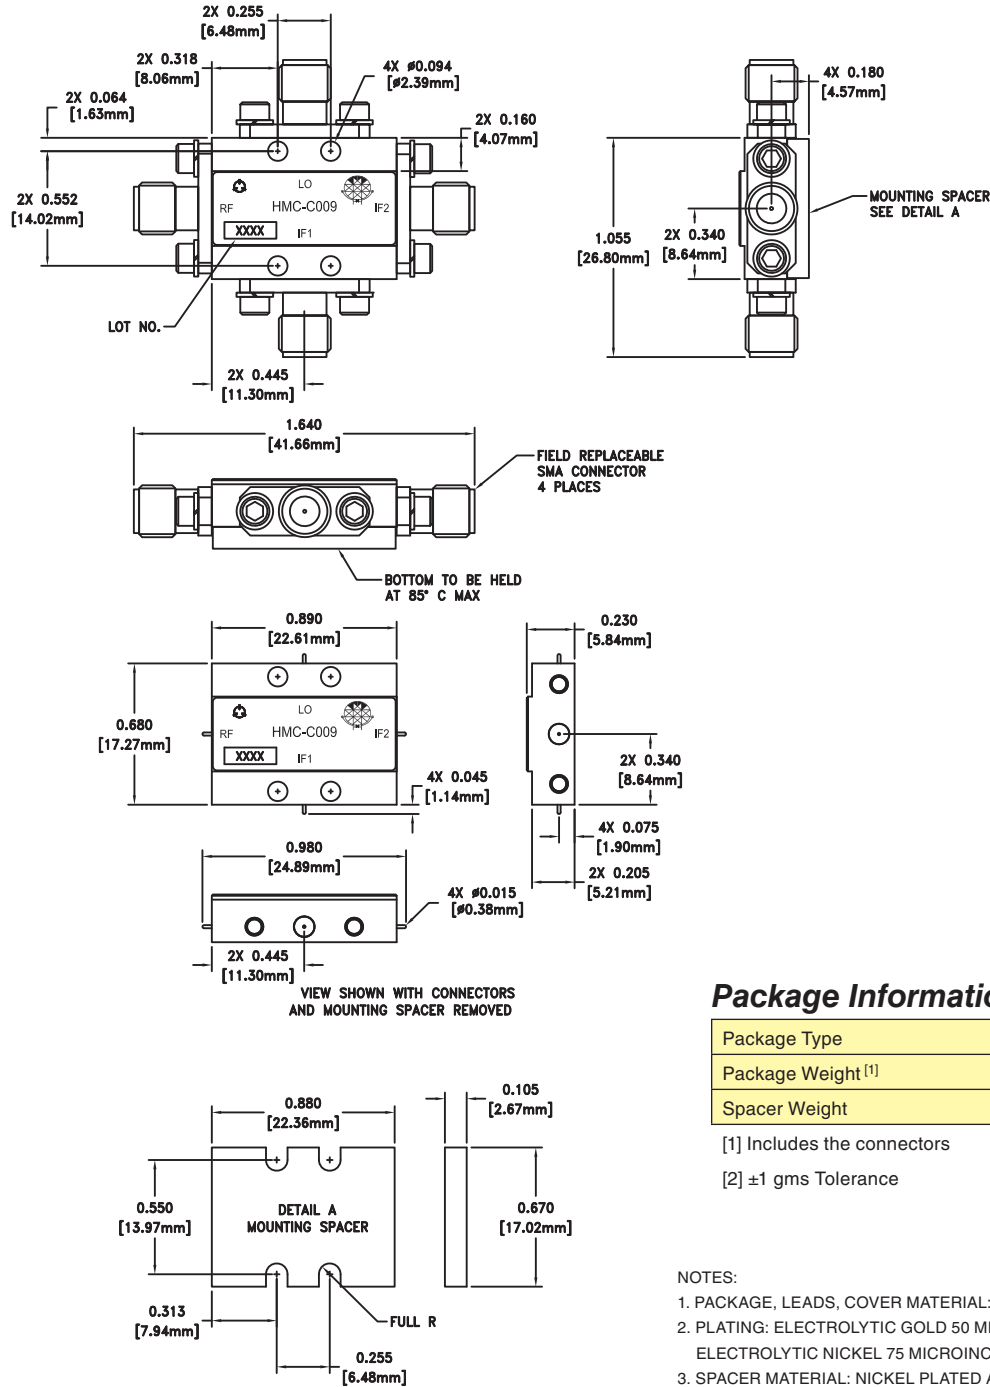 2X 0.255
[6.48mm]
2X 0.318
[8.06mm]
4X ø0.094
[ø2.39mm]
2X 0.064
[1.63mm]
2X 0.160
[4.07mm]
2X 0.552
[14.02mm]
LO
HMC-C009
RF
IF2
XXXX
IF1
LOT NO.
2X 0.445
[11.30mm]
4X 0.180
[4.57mm]
MOUNTING SPACER
SEE DETAIL A
1.055
[26.80mm]
2X 0.340
[8.64mm]
1.640
[41.66mm]
FIELD REPLACEABLE
SMA CONNECTOR
4 PLACES
BOTTOM TO BE HELD
AT 85° C MAX
0.890
[22.61mm]
0.680
[17.27mm]
LO
HMC-C009
RF
IF2
XXXX
IF1
4X 0.045
[1.14mm]
0.230
[5.84mm]
2X 0.340
[8.64mm]
4X 0.075
[1.90mm]
2X 0.205
[5.21mm]
0.980
[24.89mm]
4X ø0.015
[ø0.38mm]
2X 0.445
[11.30mm]
VIEW SHOWN WITH CONNECTORS
AND MOUNTING SPACER REMOVED
Package Informatio
Package Type
Package Weight [1]
Spacer Weight
[1] Includes the connectors
[2] ±1 gms Tolerance
0.880
[22.36mm]
0.105
[2.67mm]
0.550
[13.97mm]
DETAIL A
MOUNTING SPACER
0.670
[17.02mm]
0.313
[7.94mm]
FULL R
0.255
[6.48mm]
NOTES:
1. PACKAGE, LEADS, COVER MATERIAL:
2. PLATING: ELECTROLYTIC GOLD 50 MI
ELECTROLYTIC NICKEL 75 MICROINC
3. SPACER MATERIAL: NICKEL PLATED A